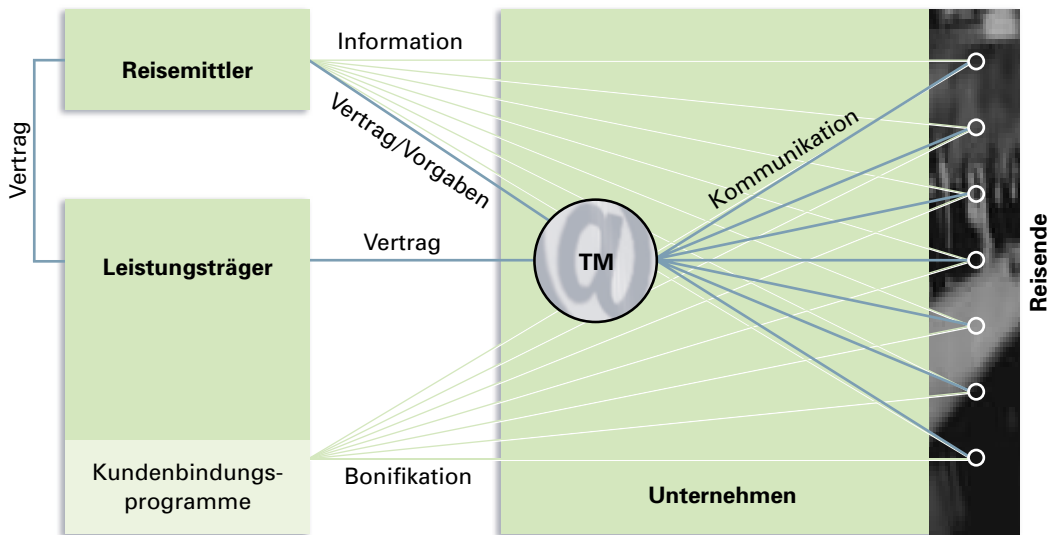 Information
Reisemittler
Vertrag
Vertrag/Vorgaben
Kommunikation
Leistungsträger
Vertrag
@
TM
Reisende
Kundenbindungs-
programme
Bonifikation
Unternehmen